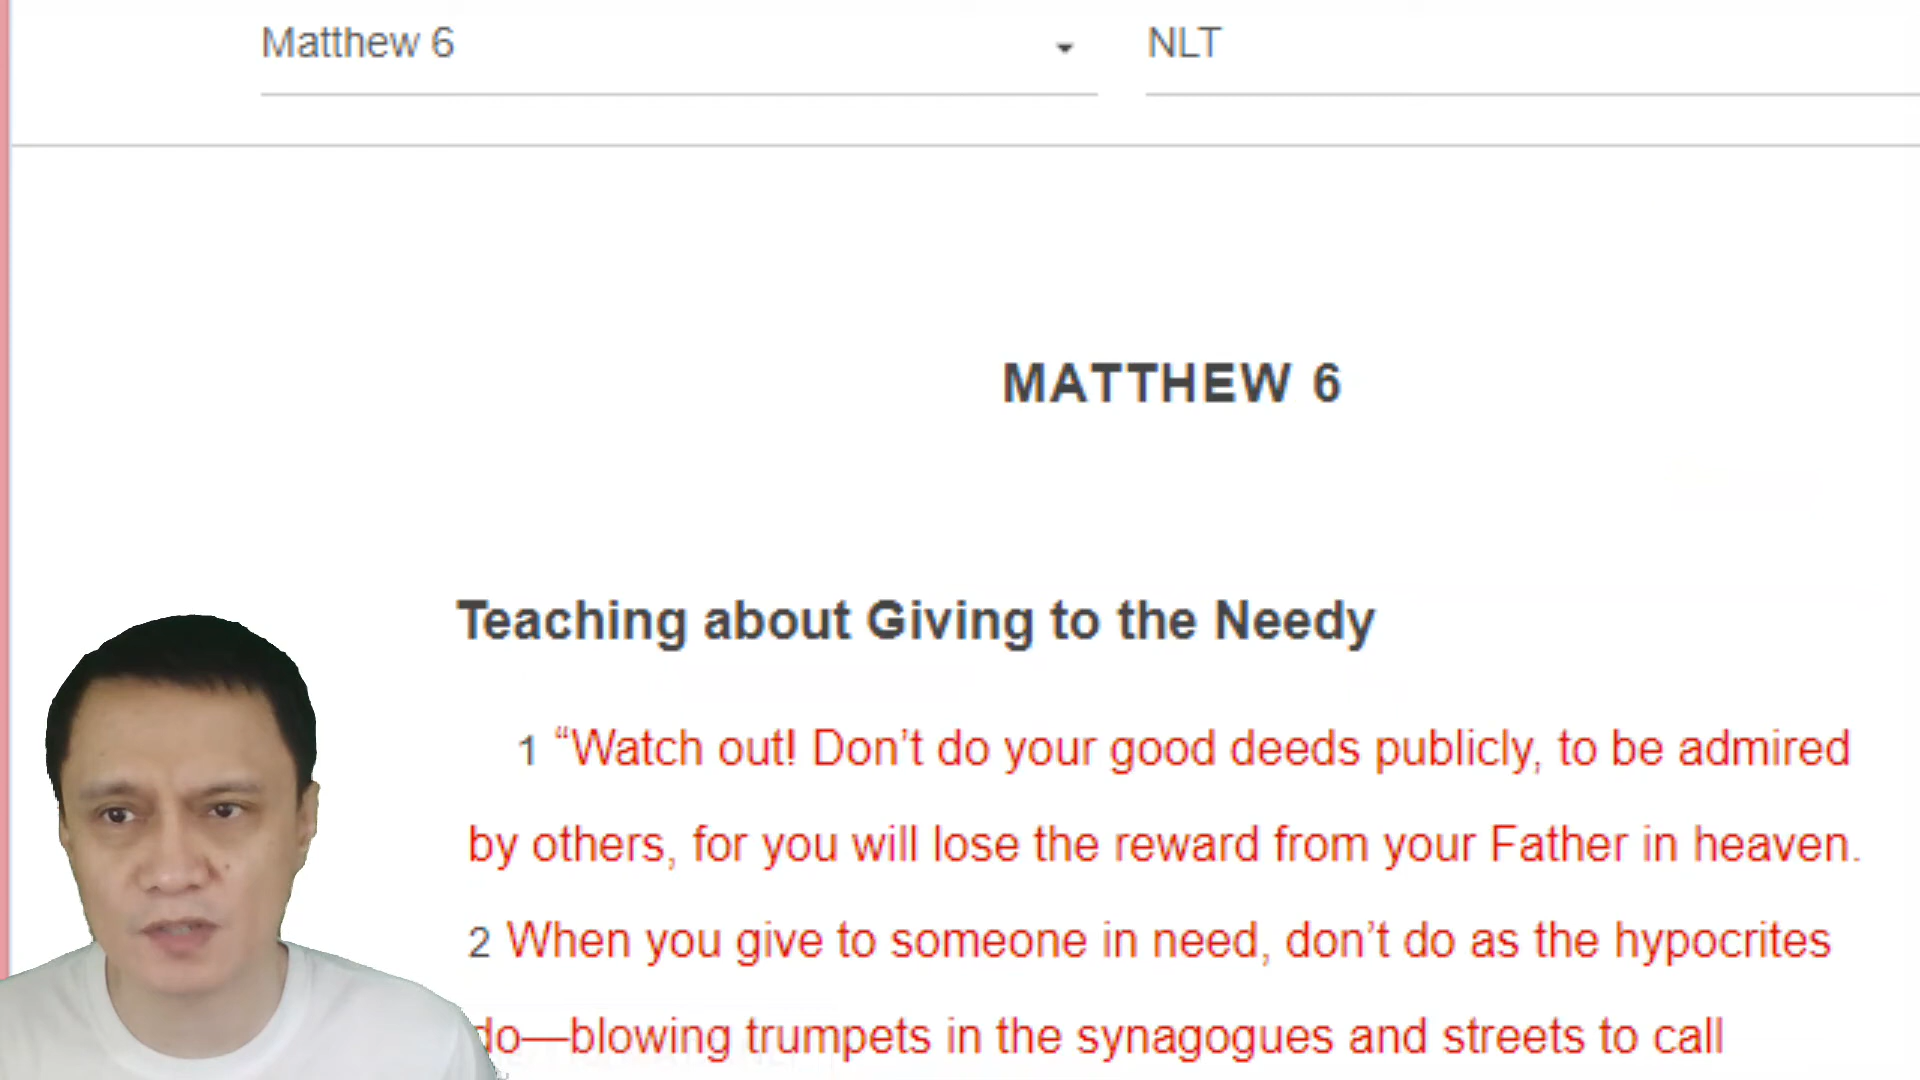 Matthew 6
NLT
MATTHEW 6
Teaching about Giving to the Needy
1 “Watch out! Don’t do your good deeds publicly, to be admired
by others, for you will lose the reward from your Father in heaven.
2 When you give to someone in need, don’t do as the hypocrites
do—blowing trumpets in the synagogues and streets to call